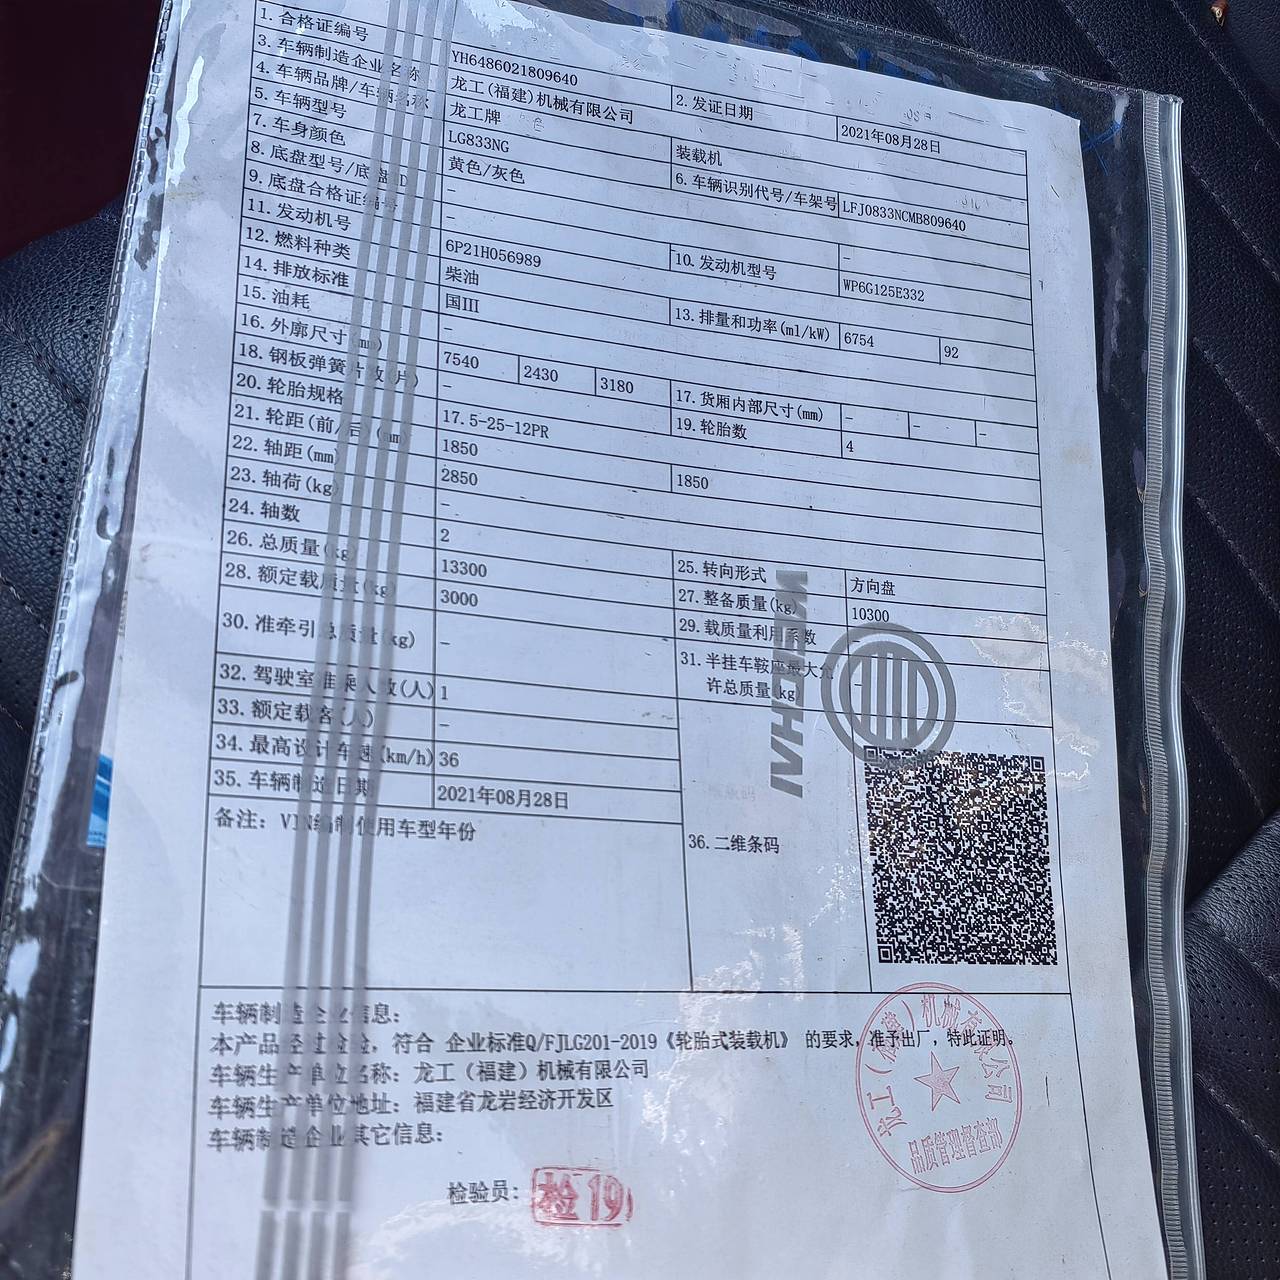 1.合格证编号 YH6486021809640 2.发证日期 2021年08月28日
3.车辆制造企业名称 龙工(福建)机械有限公司
4.车辆品牌/车辆名称 龙工牌 装载机
5.车辆型号 LG833NG 6.车辆识别代号/车架号 LFJ0833NCMB809640
7.车身颜色 黄色/灰色
8.底盘型号/底盘ID -
9.底盘合格证编号 - 10.发动机型号 WP6G125E332
11.发动机号 6P21H056989
12.燃料种类 柴油 13.排量和功率(ml/kW) 6754 92
14.排放标准 国III
15.油耗 -
16.外廓尺寸(mm) 7540 2430 3180 17.货厢内部尺寸(mm) - - -
18.钢板弹簧片数(片) - 19.轮胎数 4
20.轮胎规格 17.5-25-12PR
21.轮距(前/后)(mm) 1850 1850
22.轴距(mm) 2850
23.轴荷(kg) -
24.轴数 2 25.转向形式 方向盘
26.总质量(kg) 13300 27.整备质量(kg) 10300
28.额定载质量(kg) 3000 29.载质量利用系数
30.准牵引总质量(kg) - 31.半挂车鞍座最大允
许总质量(kg) -
32.驾驶室准乘人数(人) 1
33.额定载客(人) -
34.最高设计车速(km/h) 36
35.车辆制造日期 2021年08月28日
备注：VIN编制使用车型年份
36.二维条码
WEICHAI
车辆制造企业信息：
本产品经过检验，符合 企业标准Q/FJLG201-2019《轮胎式装载机》 的要求，准予出厂，特此证明。
车辆生产单位名称：龙工（福建）机械有限公司
车辆生产单位地址：福建省龙岩经济开发区
车辆制造企业其它信息：
检验员：检19
龙工（福建）机械有限公司
品质管理督查部